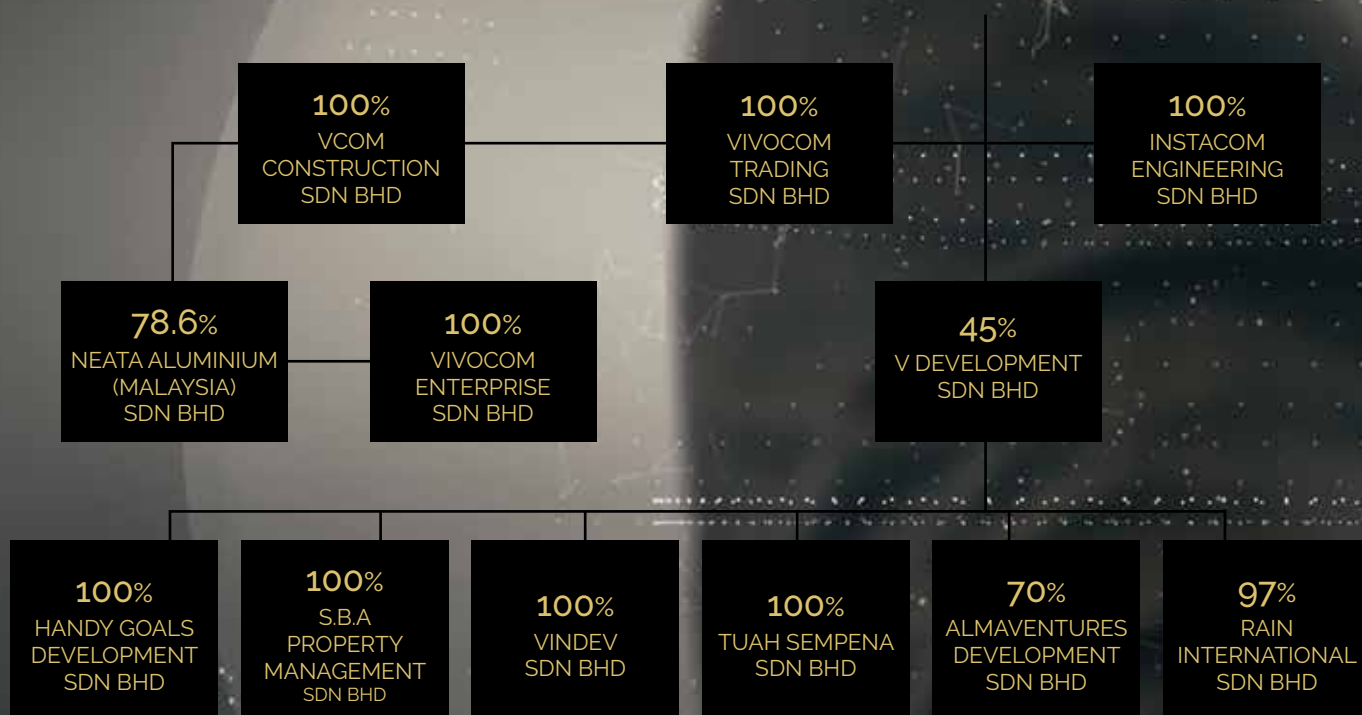 100%
VCOM
CONSTRUCTION
SDN BHD
100%
VIVOCOM
TRADING
SDN BHD
100%
INSTACOM
ENGINEERING
SDN BHD
78.6%
NEATA ALUMINIUM
(MALAYSIA)
SDN BHD
100%
VIVOCOM
ENTERPRISE
SDN BHD
45%
V DEVELOPMENT
SDN BHD
100%
HANDY GOALS
DEVELOPMENT
SDN BHD
100%
S.B.A
PROPERTY
MANAGEMENT
SDN BHD
100%
VINDEV
SDN BHD
100%
TUAH SEMPENA
SDN BHD
70%
ALMAVENTURES
DEVELOPMENT
SDN BHD
97%
RAIN
INTERNATIONAL
SDN BHD